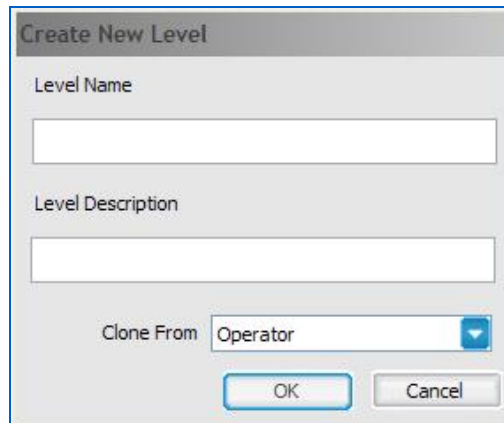 Create New Level
Level Name
Level Description
Clone From Operator
OK Cancel